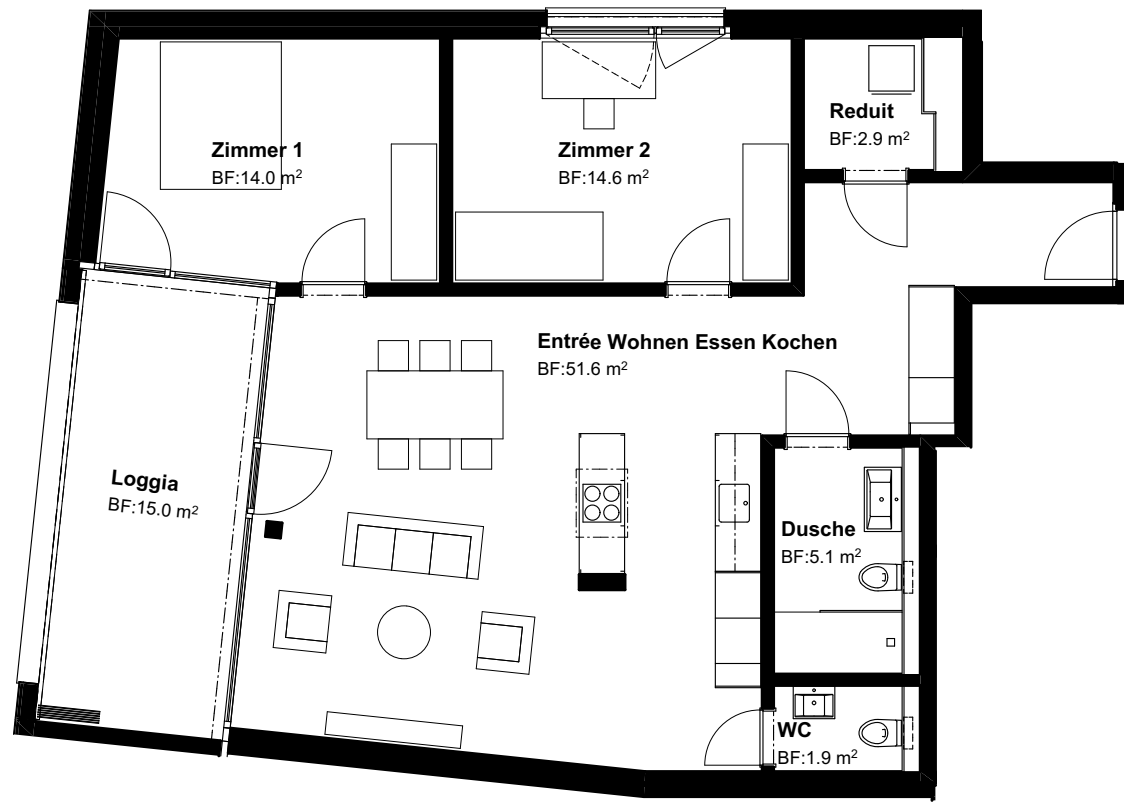 Zimmer 1
BF:14.0 m²
Zimmer 2
BF:14.6 m²
Reduit
BF:2.9 m²
Entrée Wohnen Essen Kochen
BF:51.6 m²
Loggia
BF:15.0 m²
Dusche
BF:5.1 m²
WC
BF:1.9 m²